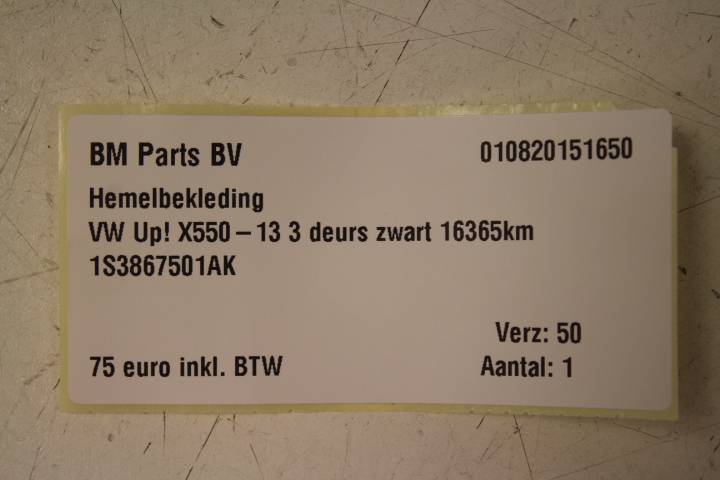 BM Parts BV 010820151650
Hemelbekleding
VW Up! X550 – 13 3 deurs zwart 16365km
1S3867501AK
Verz: 50
75 euro inkl. BTW Aantal: 1